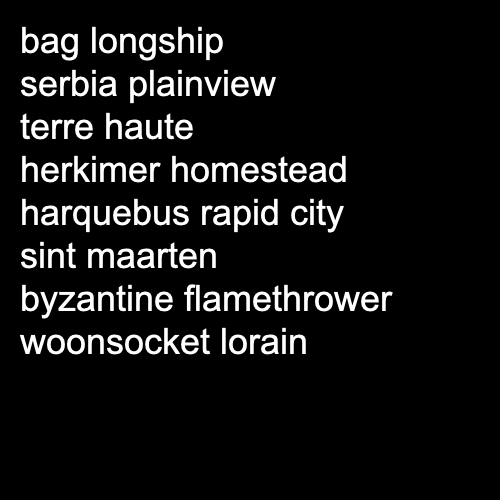 bag longship
serbia plainview
terre haute
herkimer homestead
harquebus rapid city
sint maarten
byzantine flamethrower
woonsocket lorain